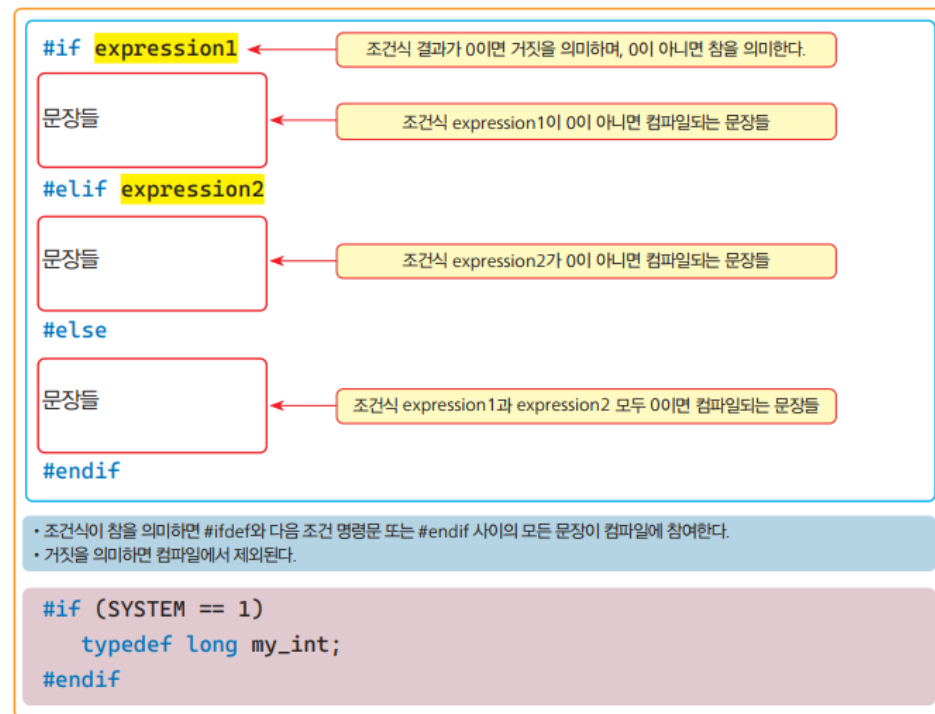 #if expression1
조건식 결과가 0이면 거짓을 의미하며, 0이 아니면 참을 의미한다.
문장들
조건식 expression1이 0이 아니면 컴파일되는 문장들
#elif expression2
문장들
조건식 expression2가 0이 아니면 컴파일되는 문장들
#else
문장들
조건식 expression1과 expression2 모두 0이면 컴파일되는 문장들
#endif
• 조건식이 참을 의미하면 #ifdef와 다음 조건 명령문 또는 #endif 사이의 모든 문장이 컴파일에 참여한다.
• 거짓을 의미하면 컴파일에서 제외된다.
#if (SYSTEM == 1)
typedef long my_int;
#endif